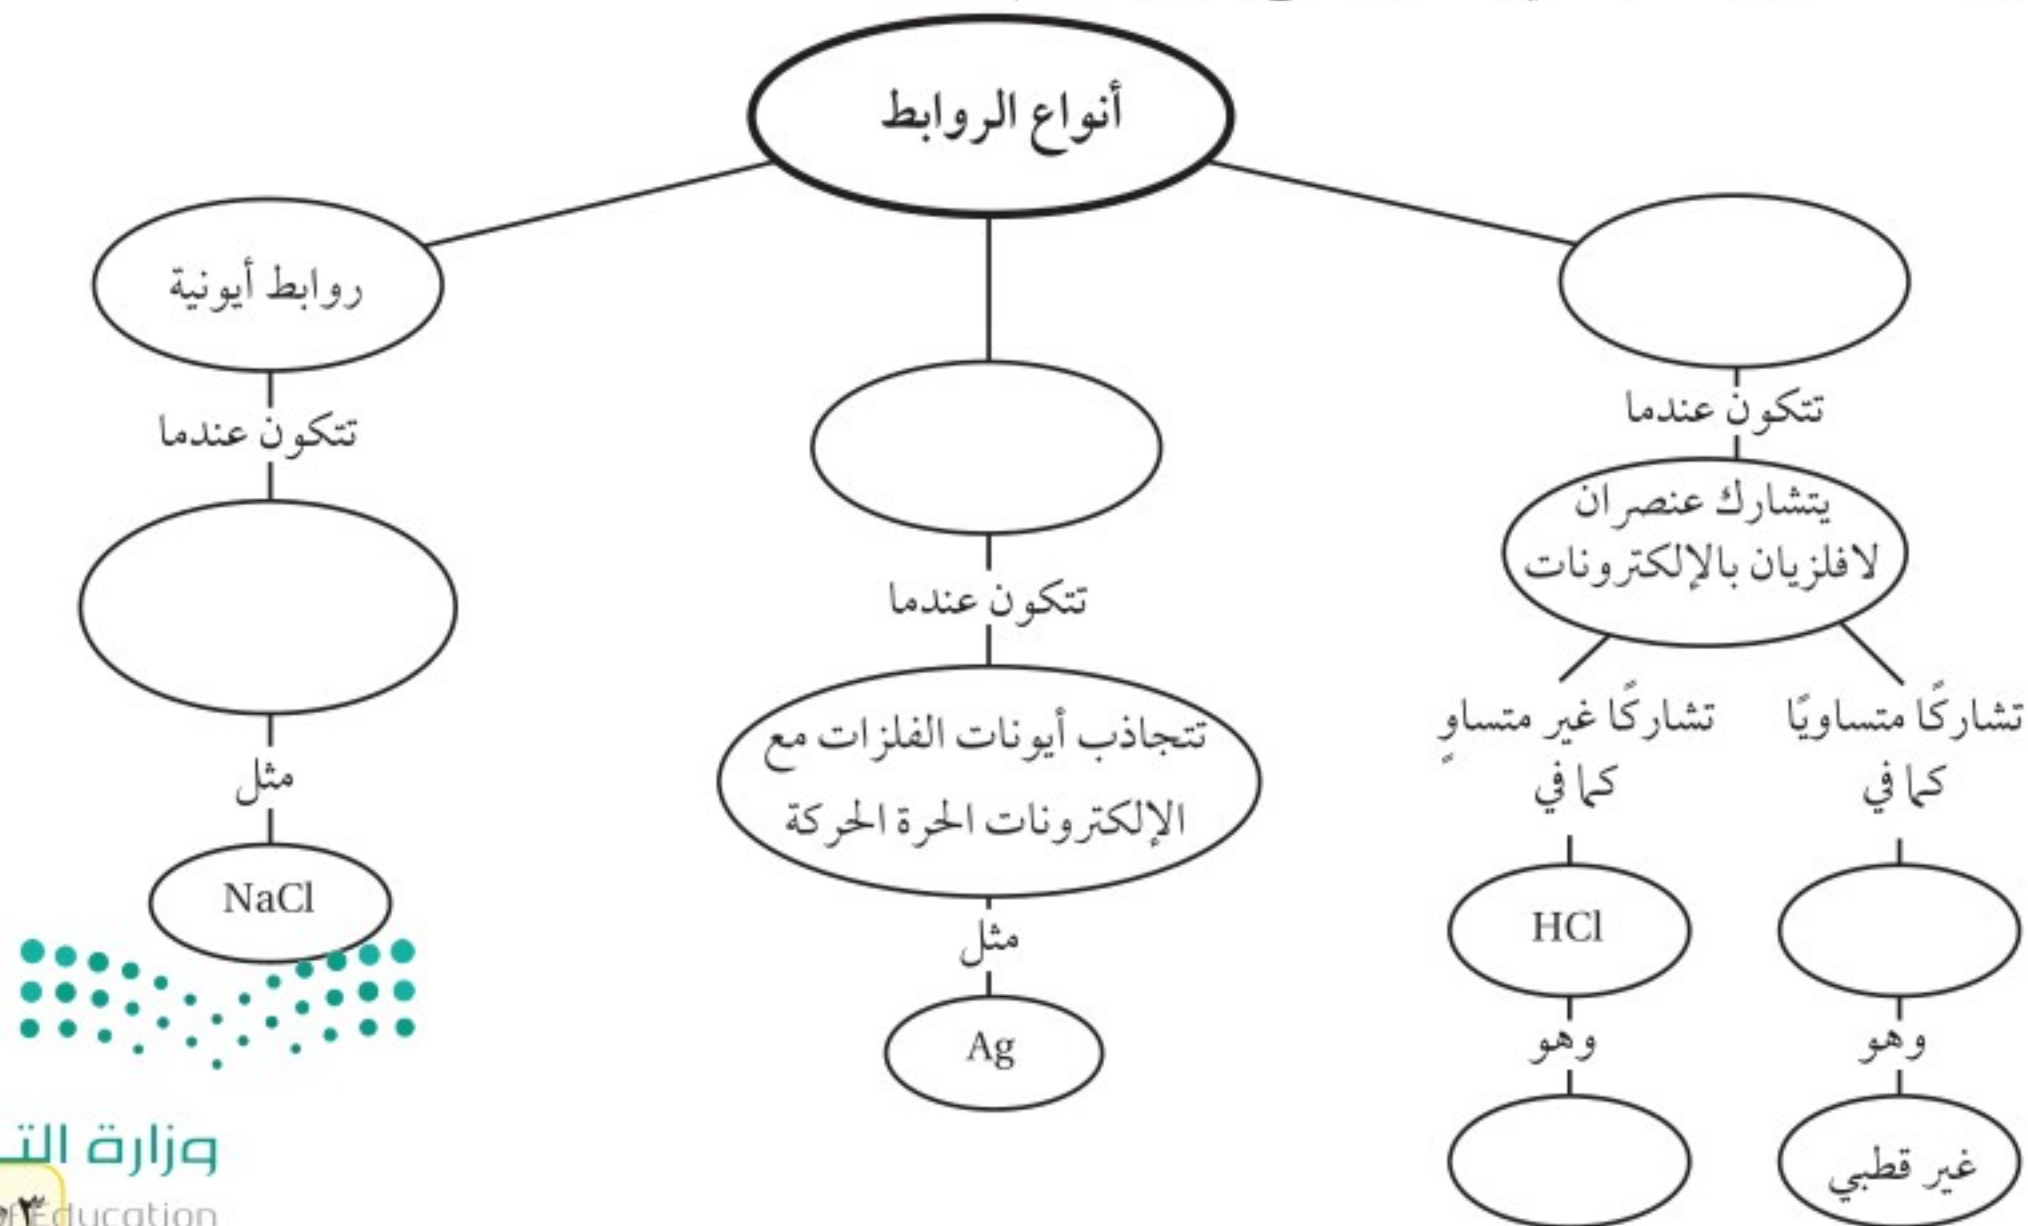 أنواع الروابط
روابط أيونية
تتكون عندما
مثل
NaCl
تتكون عندما
تتجاذب أيونات الفلزات مع
الإلكترونات الحرة الحركة
مثل
Ag
تتكون عندما
يتشارك عنصران
لافلزيان بالإلكترونات
تشاركًا متساويًا
كما في
وهو
غير قطبي
تشاركًا غير متساوٍ
كما في
HCl
وهو
وزارة
Education